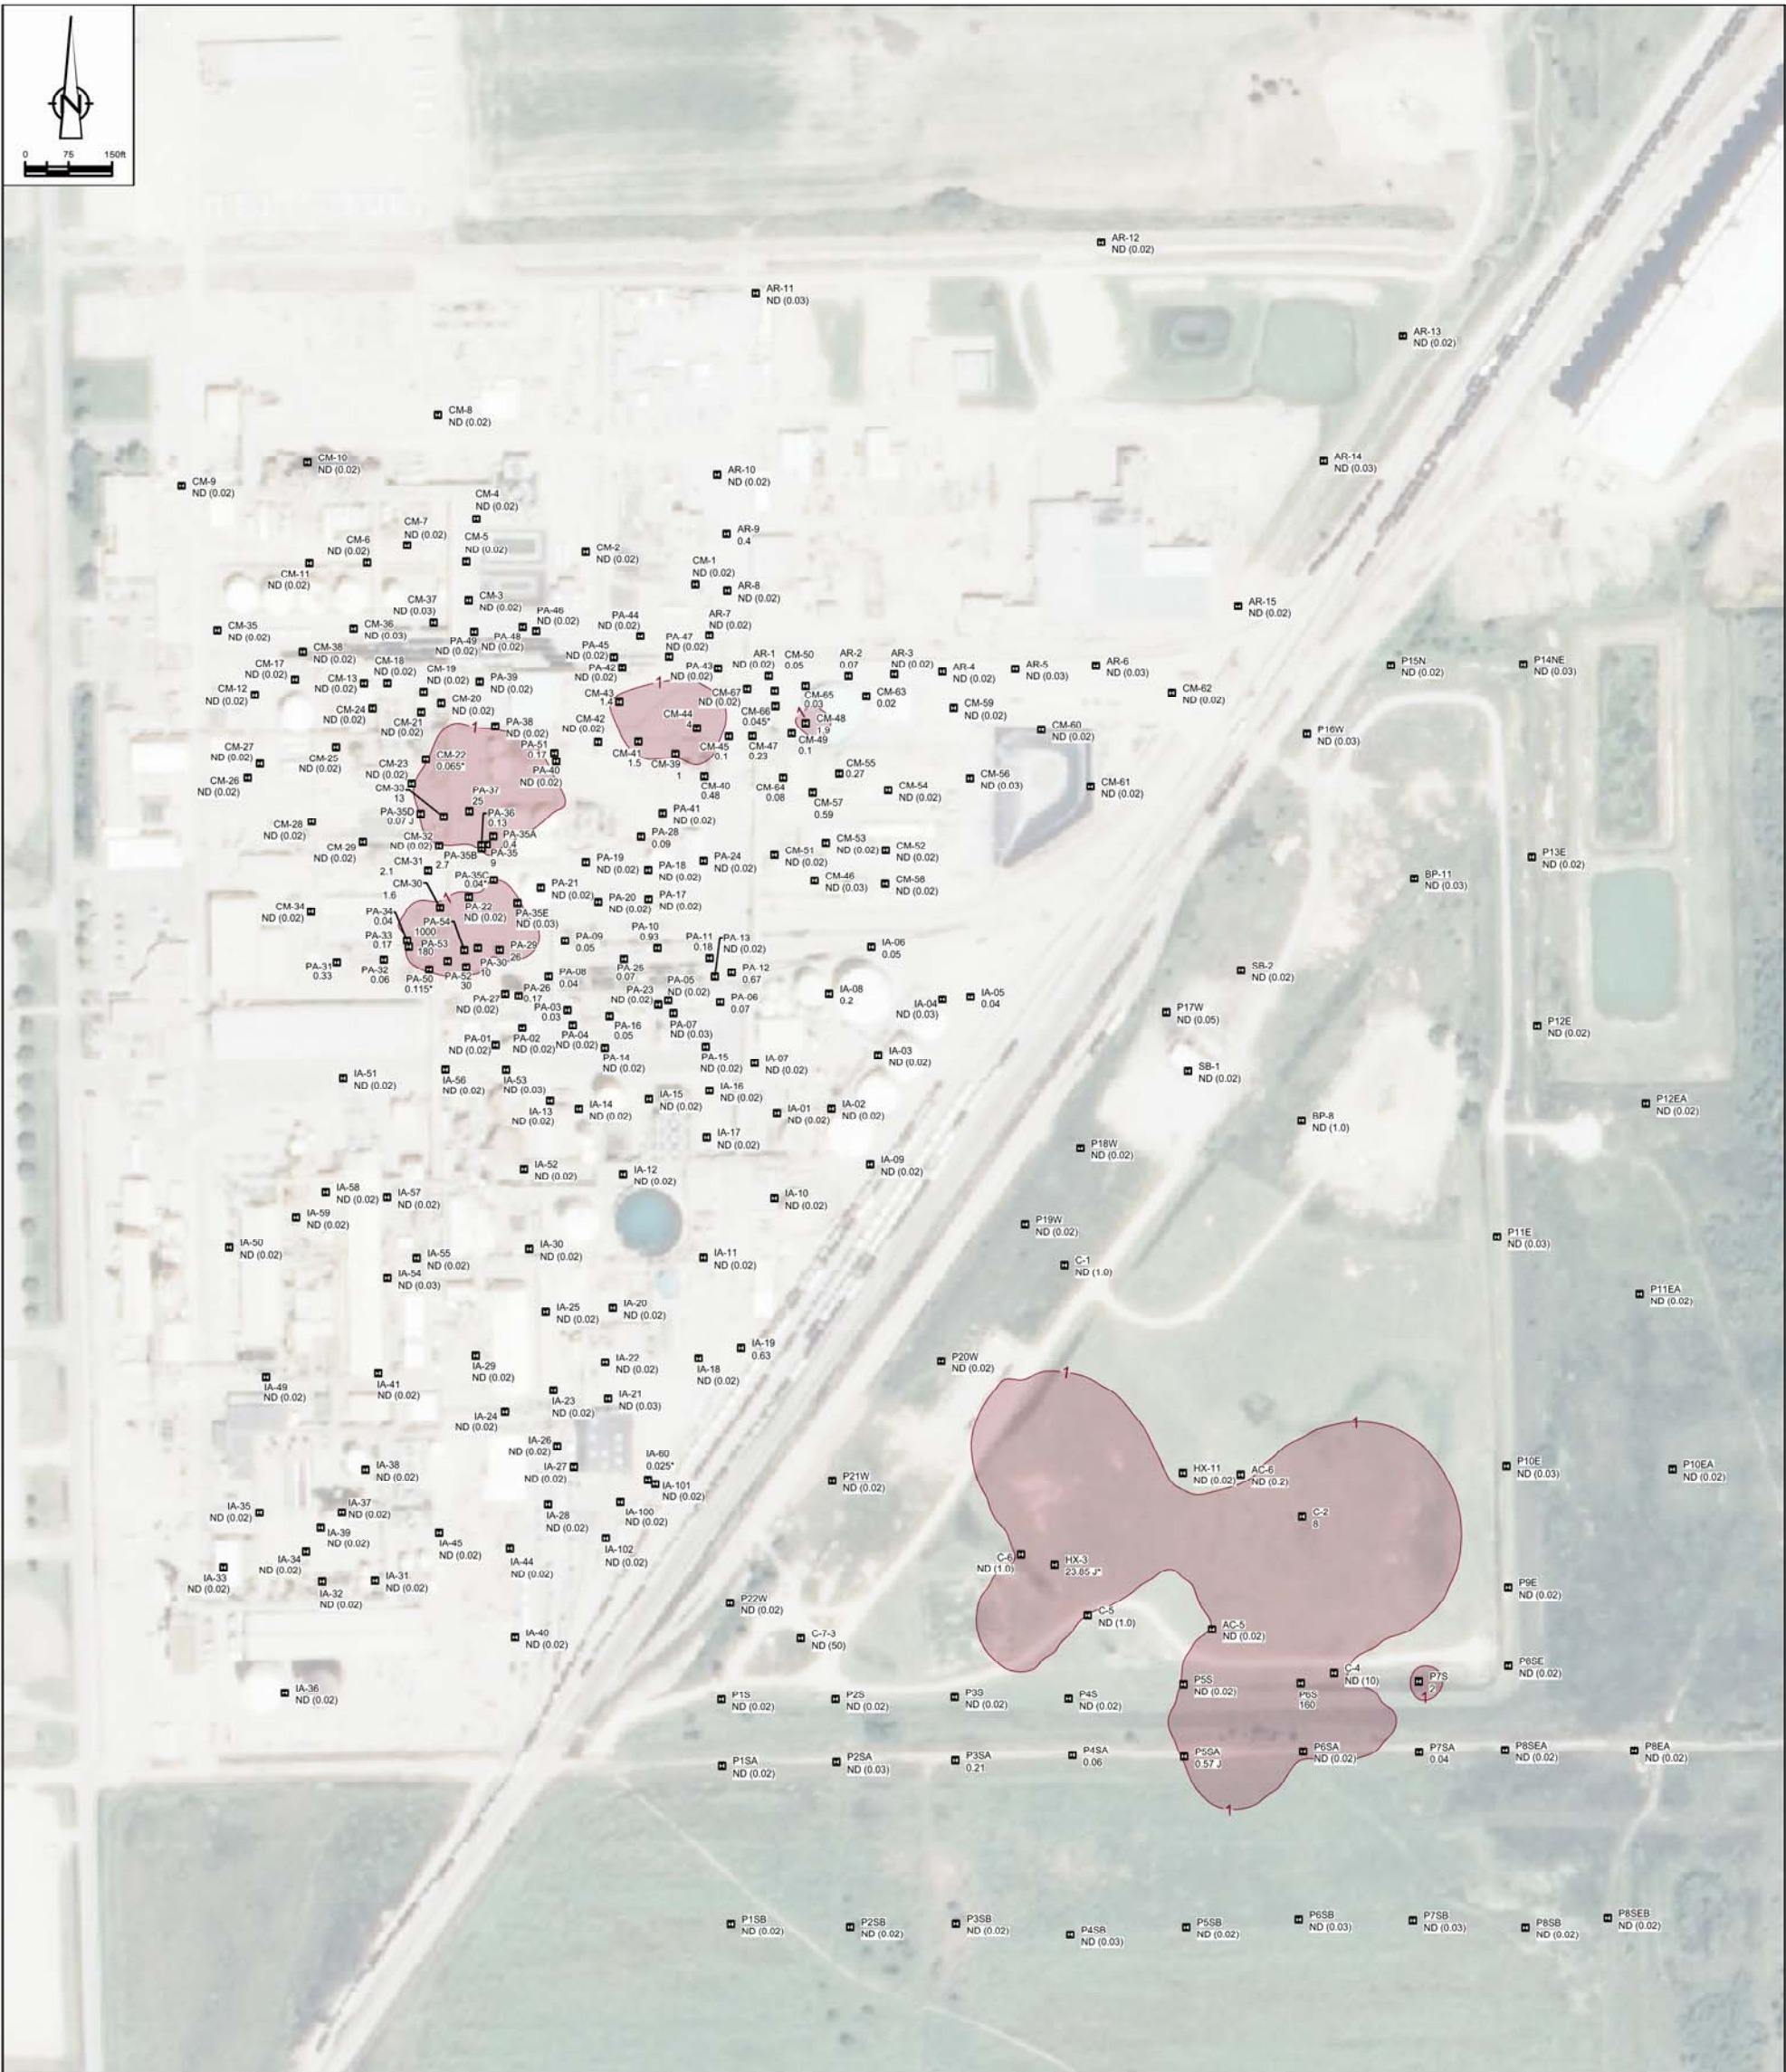 N
0 75 150ft
AR-12
ND (0.02)
AR-11
ND (0.03)
AR-13
ND (0.02)
CM-8
ND (0.02)
CM-10
ND (0.02)
CM-9
ND (0.02)
AR-10
ND (0.02)
AR-14
ND (0.03)
CM-4
ND (0.02)
CM-7
ND (0.02)
CM-5
ND (0.02)
CM-6
ND (0.02)
CM-11
ND (0.02)
CM-2
ND (0.02)
AR-9
0.4
CM-1
ND (0.02)
AR-8
ND (0.02)
CM-37
ND (0.03)
CM-3
ND (0.02)
PA-46
ND (0.02)
PA-44
ND (0.02)
AR-7
ND (0.02)
AR-15
ND (0.02)
CM-35
ND (0.02)
CM-36
ND (0.03)
PA-49
ND (0.02)
PA-48
ND (0.02)
PA-45
ND (0.02)
PA-47
ND (0.02)
CM-38
ND (0.02)
CM-17
ND (0.02)
CM-18
ND (0.02)
CM-19
ND (0.02)
PA-39
ND (0.02)
PA-42
ND (0.02)
PA-43
ND (0.02)
AR-1
ND (0.02)
CM-50
0.05
AR-2
0.07
AR-3
ND (0.02)
AR-4
ND (0.02)
AR-5
ND (0.03)
AR-6
ND (0.03)
P15N
ND (0.02)
P14NE
ND (0.03)
CM-12
ND (0.02)
CM-13
ND (0.02)
CM-20
ND (0.02)
1
CM-43
1.4
CM-67
ND (0.02)
CM-65
0.03
CM-63
0.02
CM-59
ND (0.02)
CM-62
ND (0.02)
CM-24
ND (0.02)
CM-21
ND (0.02)
1
PA-38
ND (0.02)
CM-42
ND (0.02)
CM-44
4
CM-66
0.045*
1
CM-48
1.9
CM-60
ND (0.02)
P16W
ND (0.03)
CM-27
ND (0.02)
CM-25
ND (0.02)
CM-22
0.065*
PA-51
0.17
CM-41
1.5
CM-39
1
CM-45
0.1
CM-47
0.23
CM-49
0.1
CM-26
ND (0.02)
CM-23
ND (0.02)
PA-40
ND (0.02)
CM-40
0.48
CM-64
0.08
CM-55
0.27
CM-54
ND (0.02)
CM-56
ND (0.03)
CM-61
ND (0.02)
CM-33
13
PA-37
25
CM-57
0.59
PA-35D
0.07 J
PA-36
0.13
PA-41
ND (0.02)
CM-28
ND (0.02)
CM-32
ND (0.02)
PA-35A
0.4
PA-28
0.09
CM-29
ND (0.02)
PA-35B
2.7
PA-35
9
PA-19
ND (0.02)
PA-18
ND (0.02)
PA-24
ND (0.02)
CM-51
ND (0.02)
CM-53
ND (0.02)
CM-52
ND (0.02)
P13E
ND (0.02)
CM-31
2.1
PA-35C
0.04*
PA-21
ND (0.02)
CM-46
ND (0.03)
CM-58
ND (0.02)
BP-11
ND (0.03)
CM-30
1.6
1
PA-22
ND (0.02)
PA-35E
ND (0.03)
PA-20
ND (0.02)
PA-17
ND (0.02)
CM-34
ND (0.02)
PA-34
0.04
PA-54
1000
PA-33
0.17
PA-53
180
PA-29
26
PA-09
0.05
PA-10
0.93
PA-11
0.18
PA-13
ND (0.02)
IA-06
0.05
PA-31
0.33
PA-32
0.06
PA-50
0.115*
PA-52
30
PA-30
10
PA-08
0.04
PA-25
0.07
PA-12
0.67
SB-2
ND (0.02)
PA-27
ND (0.02)
PA-26
0.17
PA-23
ND (0.02)
PA-05
ND (0.02)
PA-06
0.07
IA-08
0.2
IA-04
ND (0.03)
IA-05
0.04
P17W
ND (0.05)
P12E
ND (0.02)
PA-03
0.03
PA-16
0.05
PA-07
ND (0.03)
PA-01
ND (0.02)
PA-02
ND (0.02)
PA-04
ND (0.02)
PA-14
ND (0.02)
PA-15
ND (0.02)
IA-07
ND (0.02)
IA-03
ND (0.02)
SB-1
ND (0.02)
IA-51
ND (0.02)
IA-56
ND (0.02)
IA-53
ND (0.03)
IA-16
ND (0.02)
P12EA
ND (0.02)
IA-13
ND (0.02)
IA-14
ND (0.02)
IA-15
ND (0.02)
IA-01
ND (0.02)
IA-02
ND (0.02)
BP-8
ND (1.0)
IA-17
ND (0.02)
P18W
ND (0.02)
IA-52
ND (0.02)
IA-12
ND (0.02)
IA-09
ND (0.02)
IA-58
ND (0.02)
IA-57
ND (0.02)
IA-10
ND (0.02)
IA-59
ND (0.02)
P19W
ND (0.02)
P11E
ND (0.03)
IA-50
ND (0.02)
IA-55
ND (0.02)
IA-30
ND (0.02)
IA-11
ND (0.02)
C-1
ND (1.0)
IA-54
ND (0.03)
P11EA
ND (0.02)
IA-25
ND (0.02)
IA-20
ND (0.02)
IA-19
0.63
IA-29
ND (0.02)
IA-22
ND (0.02)
IA-18
ND (0.02)
P20W
ND (0.02)
1
IA-49
ND (0.02)
IA-41
ND (0.02)
IA-23
ND (0.02)
IA-21
ND (0.03)
IA-24
ND (0.02)
1
IA-26
ND (0.02)
IA-27
ND (0.02)
IA-60
0.025*
IA-38
ND (0.02)
IA-101
ND (0.02)
P21W
ND (0.02)
HX-11
ND (0.02)
AC-6
ND (0.2)
P10E
ND (0.03)
P10EA
ND (0.02)
IA-35
ND (0.02)
IA-37
ND (0.02)
IA-28
ND (0.02)
IA-100
ND (0.02)
C-2
8
IA-39
ND (0.02)
IA-45
ND (0.02)
IA-34
ND (0.02)
IA-44
ND (0.02)
IA-102
ND (0.02)
C-6
ND (1.0)
HX-3
23.85 J*
IA-33
ND (0.02)
IA-32
ND (0.02)
IA-31
ND (0.02)
P9E
ND (0.02)
P22W
ND (0.02)
C-5
ND (1.0)
AC-5
ND (0.02)
IA-40
ND (0.02)
C-7-3
ND (50)
P8SE
ND (0.02)
C-4
ND (10)
P7S
2
1
IA-36
ND (0.02)
P1S
ND (0.02)
P2S
ND (0.02)
P3S
ND (0.02)
P4S
ND (0.02)
P5S
ND (0.02)
P6S
160
P1SA
ND (0.02)
P2SA
ND (0.03)
P3SA
0.21
P4SA
0.06
P5SA
0.57 J
P6SA
ND (0.02)
P7SA
0.04
P8SEA
ND (0.02)
P8EA
ND (0.02)
1
P1SB
ND (0.02)
P2SB
ND (0.02)
P3SB
ND (0.02)
P4SB
ND (0.03)
P5SB
ND (0.02)
P6SB
ND (0.03)
P7SB
ND (0.03)
P8SB
ND (0.02)
P8SEB
ND (0.02)